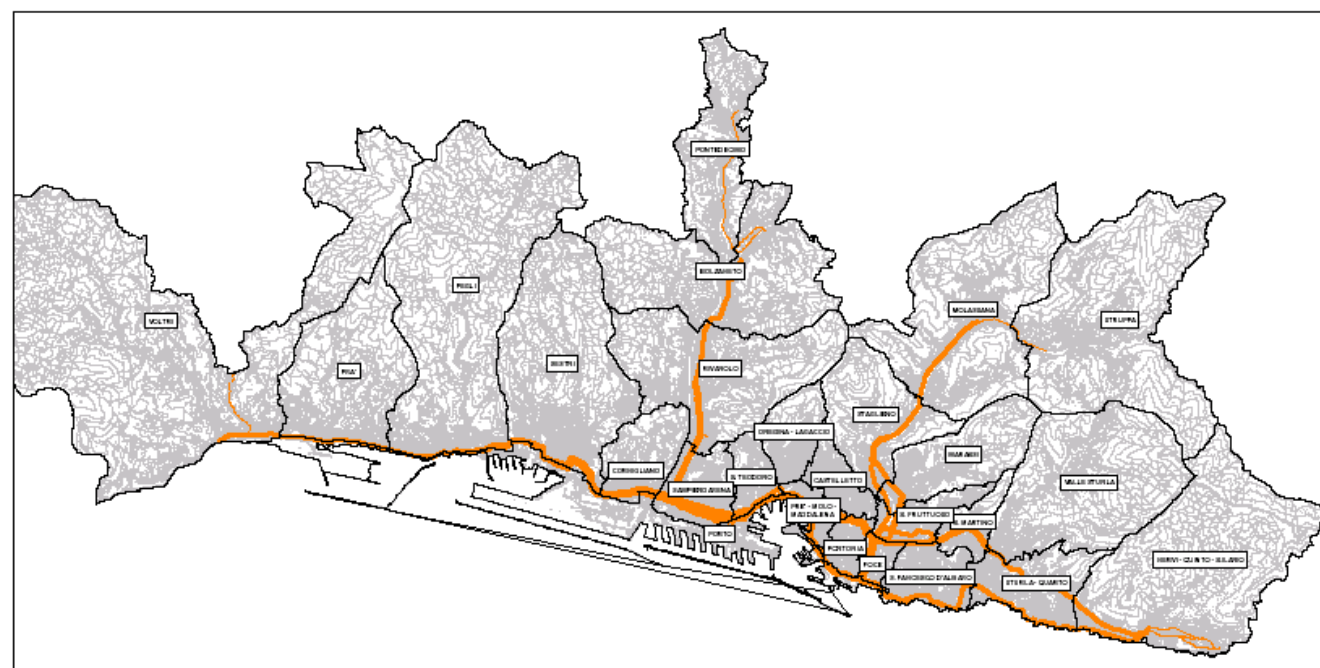 PONTEDECIMO
BOLZANETO
MOLASSANA
STRUPPA
VOLTRI
PEGLI
PRA'
SESTRI
RIVAROLO
STAGLIENO
OREGINA - LAGACCIO
MARASSI
CORNIGLIANO
S. TEODORO
CASTELLETTO
VALLE STURLA
SAMPIERDARENA
PRE' - MOLO -
MADDALENA
S. FRUTTUOSO
S. MARTINO
PORTO
PORTORIA
FOCE
S. FRANCESCO D'ALBARO
STURLA - QUARTO
NERVI - QUINTO - S. ILARIO